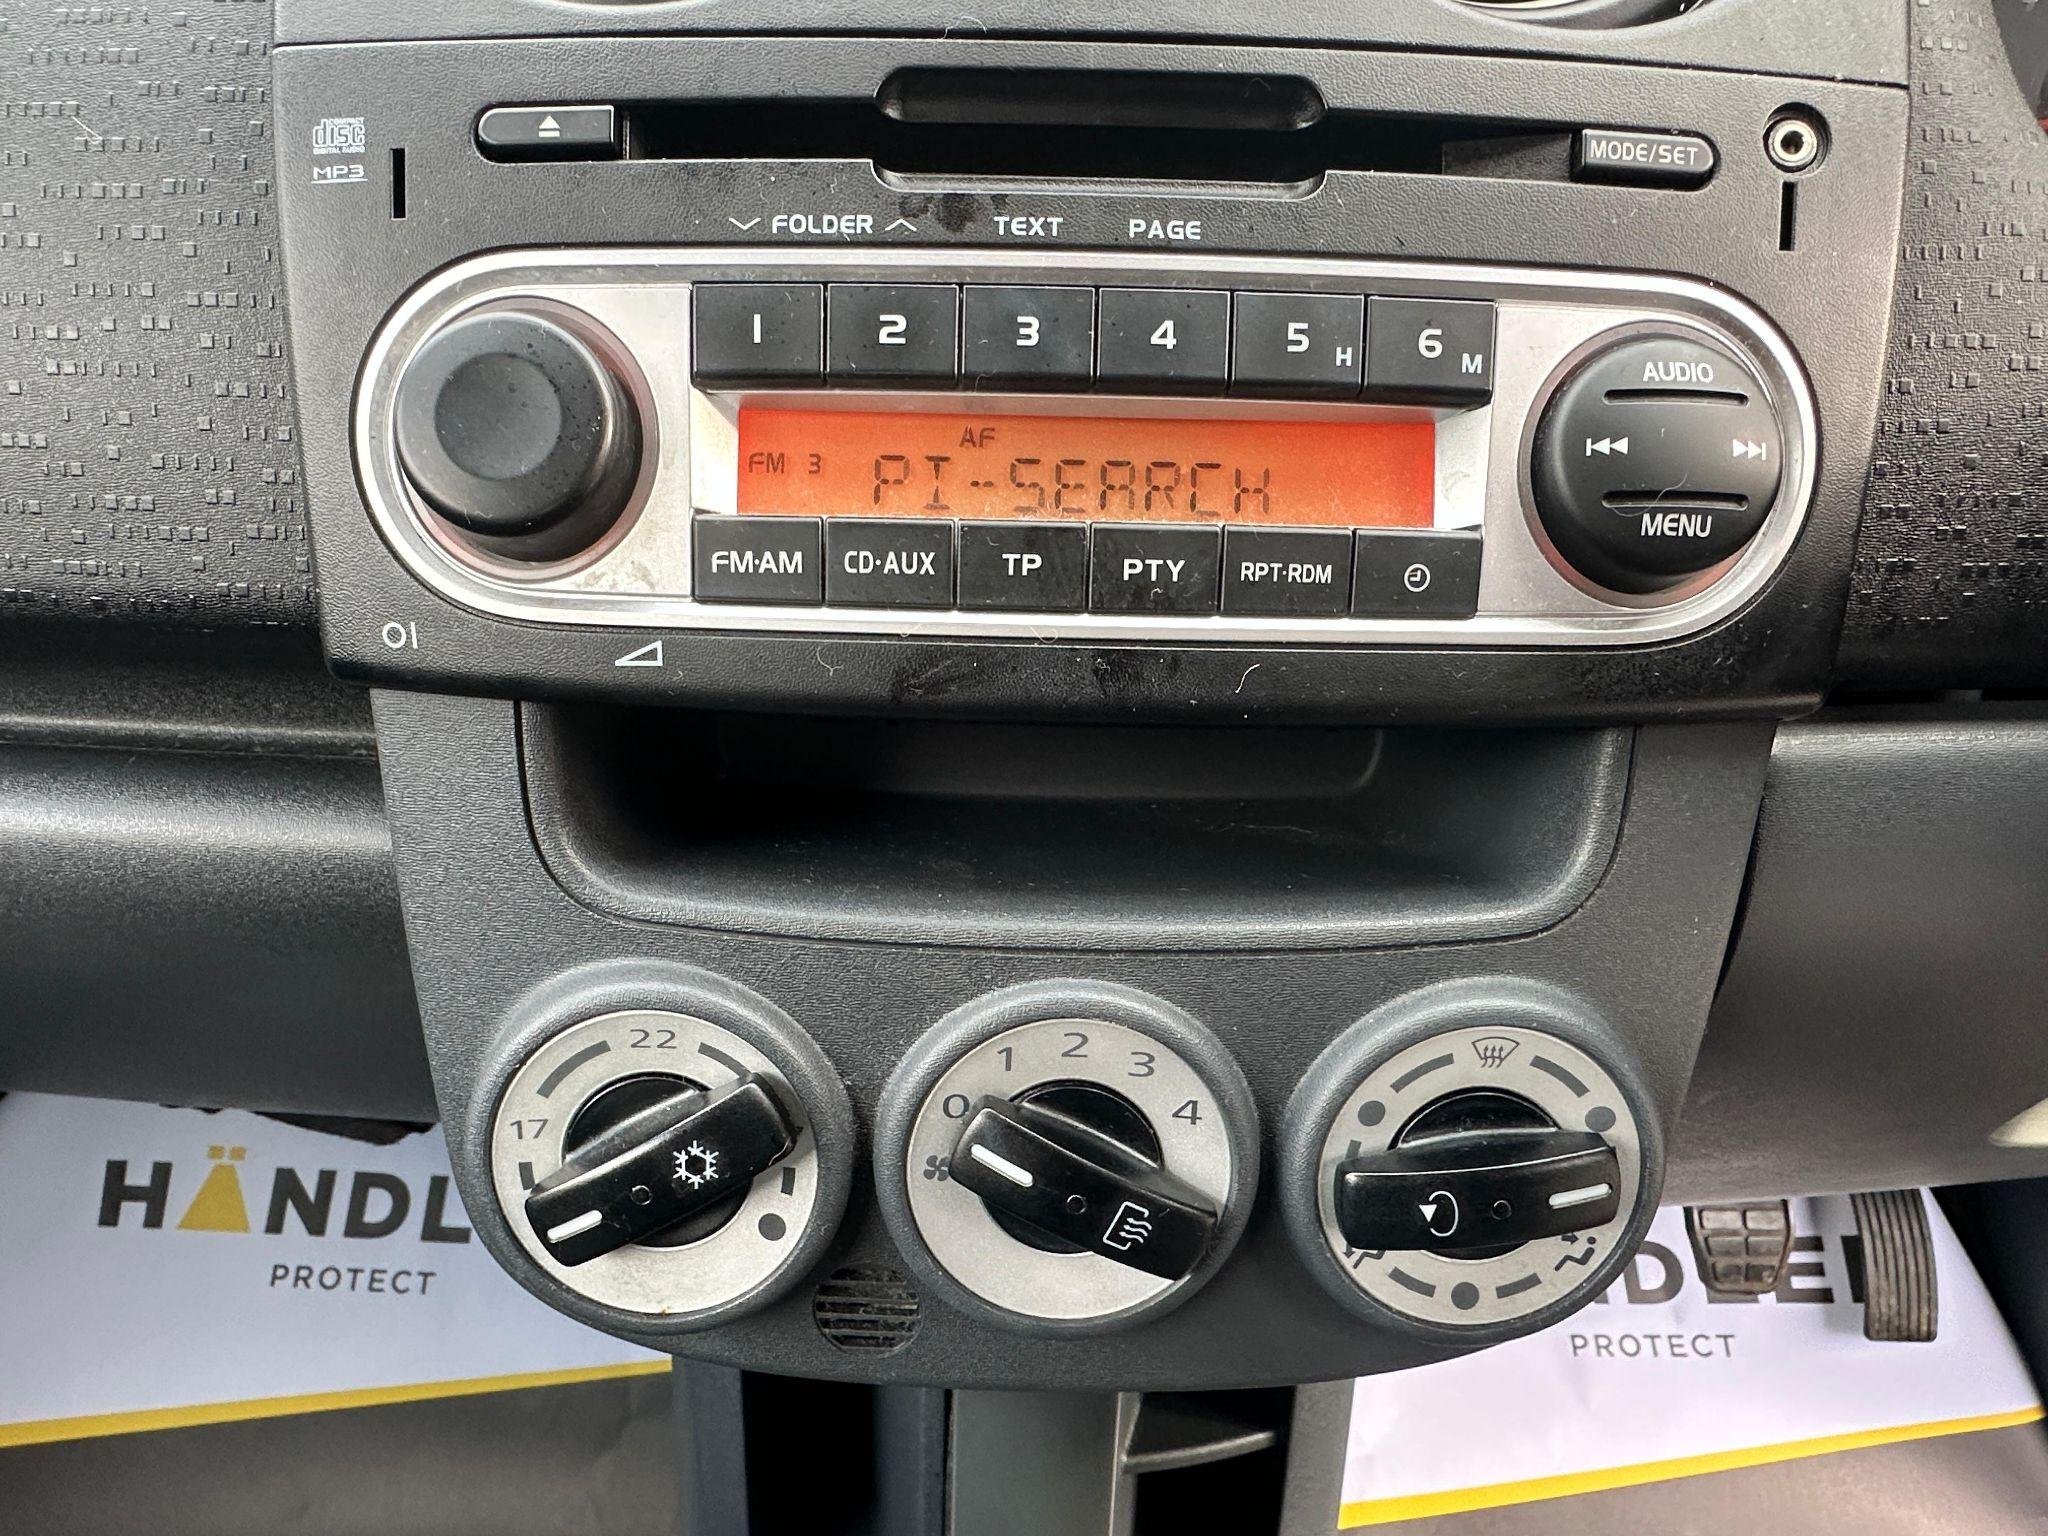 COMPACT
disc
DIGITAL AUDIO
MP3
MODE/SET
FOLDER TEXT PAGE
1 2 3 4 5 H 6 M
AUDIO
AF
FM 3 PI-SEARCH
MENU
FM·AM CD·AUX TP PTY RPT·RDM
22
17
0 1 2 3 4
HÄNDL
PROTECT
NDLER
PROTECT